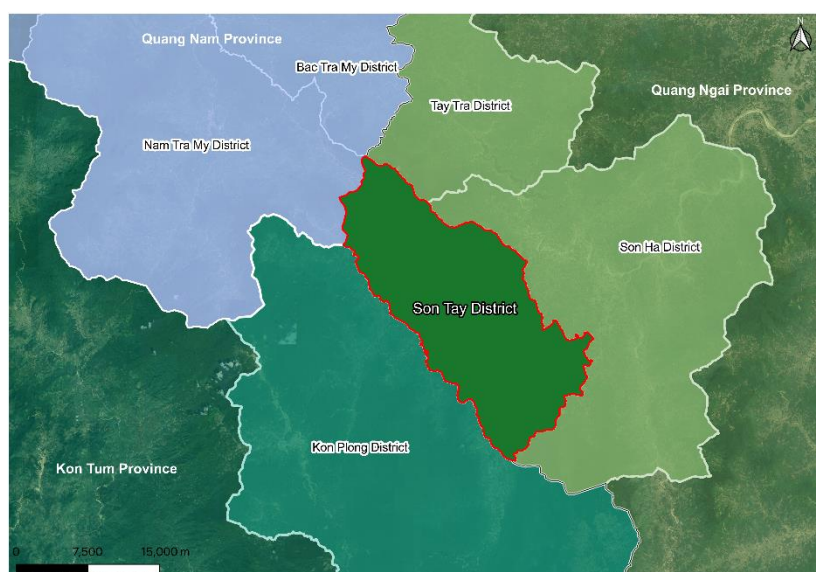 N
Quang Nam Province
Bac Tra My District
Quang Ngai Province
Tay Tra District
Nam Tra My District
Son Ha District
Son Tay District
Kon Plong District
Kon Tum Province
0 7,500 15,000 m